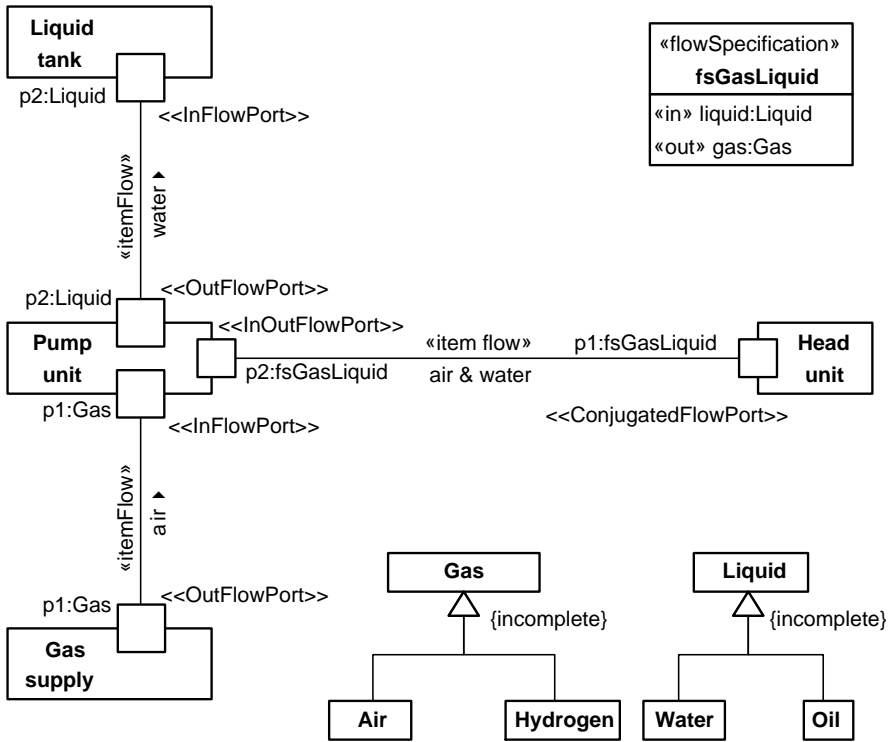 Liquid
tank
p2:Liquid
<<InFlowPort>>
«itemFlow»
water
«flowSpecification»
fsGasLiquid
«in» liquid:Liquid
«out» gas:Gas
p2:Liquid
<<OutFlowPort>>
<<InOutFlowPort>>
Pump
unit
p2:fsGasLiquid
«item flow»
air & water
p1:fsGasLiquid
Head
unit
<<ConjugatedFlowPort>>
p1:Gas
<<InFlowPort>>
«itemFlow»
air
p1:Gas
<<OutFlowPort>>
Gas
supply
Gas
{incomplete}
Air
Hydrogen
Liquid
{incomplete}
Water
Oil